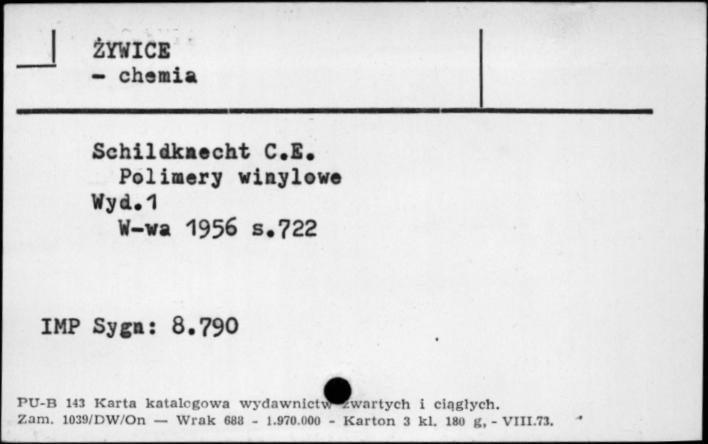 ŻYWICE
- chemia
Schildknecht C.E.
Polimery winylowe
Wyd.1
W-wa 1956 s.722
IMP Sygn: 8.790
PU-B 143 Karta katalogowa wydawnictw zwartych i ciągłych.
Zam. 1039/DW/On — Wrak 688 - 1.970.000 - Karton 3 kl. 180 g, - VIII.73.